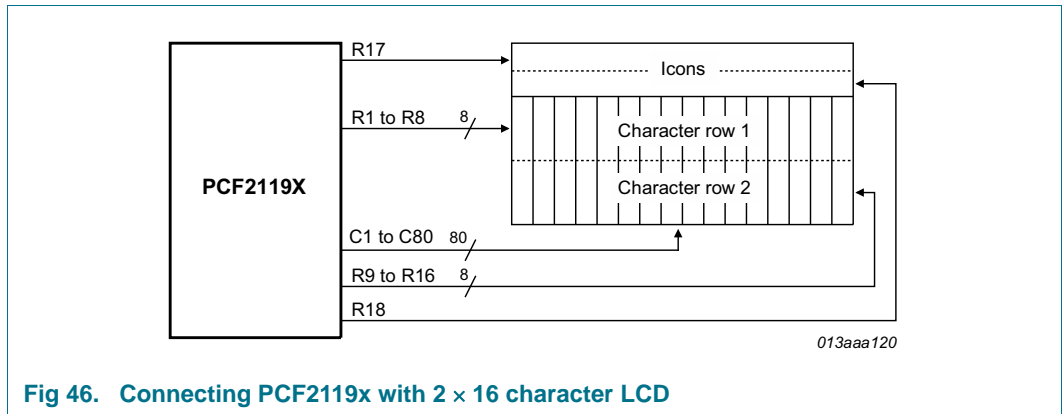 R17
Icons
R1 to R8 8
Character row 1
PCF2119X
Character row 2
C1 to C80 80
R9 to R16 8
R18
013aaa120
Fig 46. Connecting PCF2119x with 2 × 16 character LCD